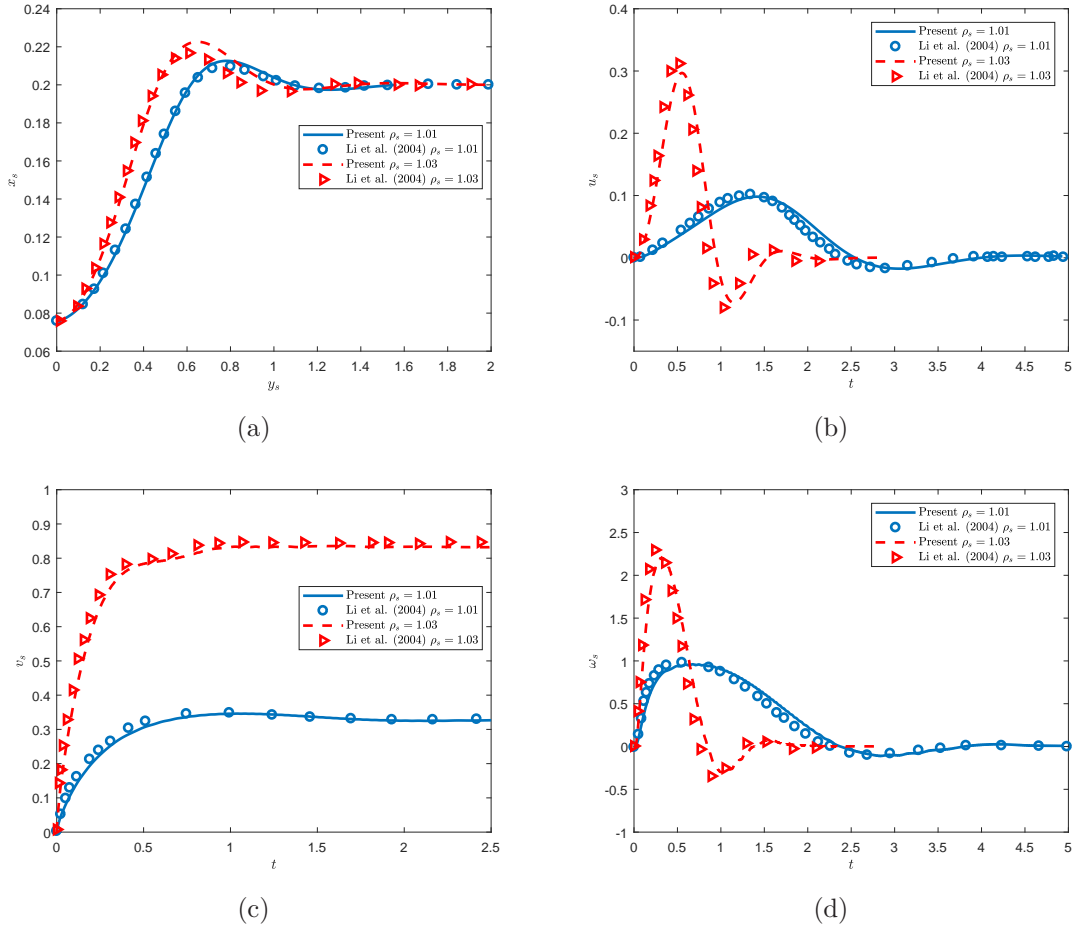 0.24
0.22
0.2
0.18
0.16
0.14
0.12
0.1
0.08
0.06
x_s
0 0.2 0.4 0.6 0.8 1 1.2 1.4 1.6 1.8 2
y_s
Present ρ_s = 1.01
Li et al. (2004) ρ_s = 1.01
Present ρ_s = 1.03
Li et al. (2004) ρ_s = 1.03
(a)
0.4
0.3
0.2
0.1
0.0
-0.1
u_s
0 0.5 1 1.5 2 2.5 3 3.5 4 4.5 5
t
Present ρ_s = 1.01
Li et al. (2004) ρ_s = 1.01
Present ρ_s = 1.03
Li et al. (2004) ρ_s = 1.03
(b)
1
0.9
0.8
0.7
0.6
0.5
0.4
0.3
0.2
0.1
0
v_s
0 0.5 1 1.5 2 2.5
t
Present ρ_s = 1.01
Li et al. (2004) ρ_s = 1.01
Present ρ_s = 1.03
Li et al. (2004) ρ_s = 1.03
(c)
3
2.5
2
1.5
1
0.5
0
-0.5
-1
ω_s
0 0.5 1 1.5 2 2.5 3 3.5 4 4.5 5
t
Present ρ_s = 1.01
Li et al. (2004) ρ_s = 1.01
Present ρ_s = 1.03
Li et al. (2004) ρ_s = 1.03
(d)